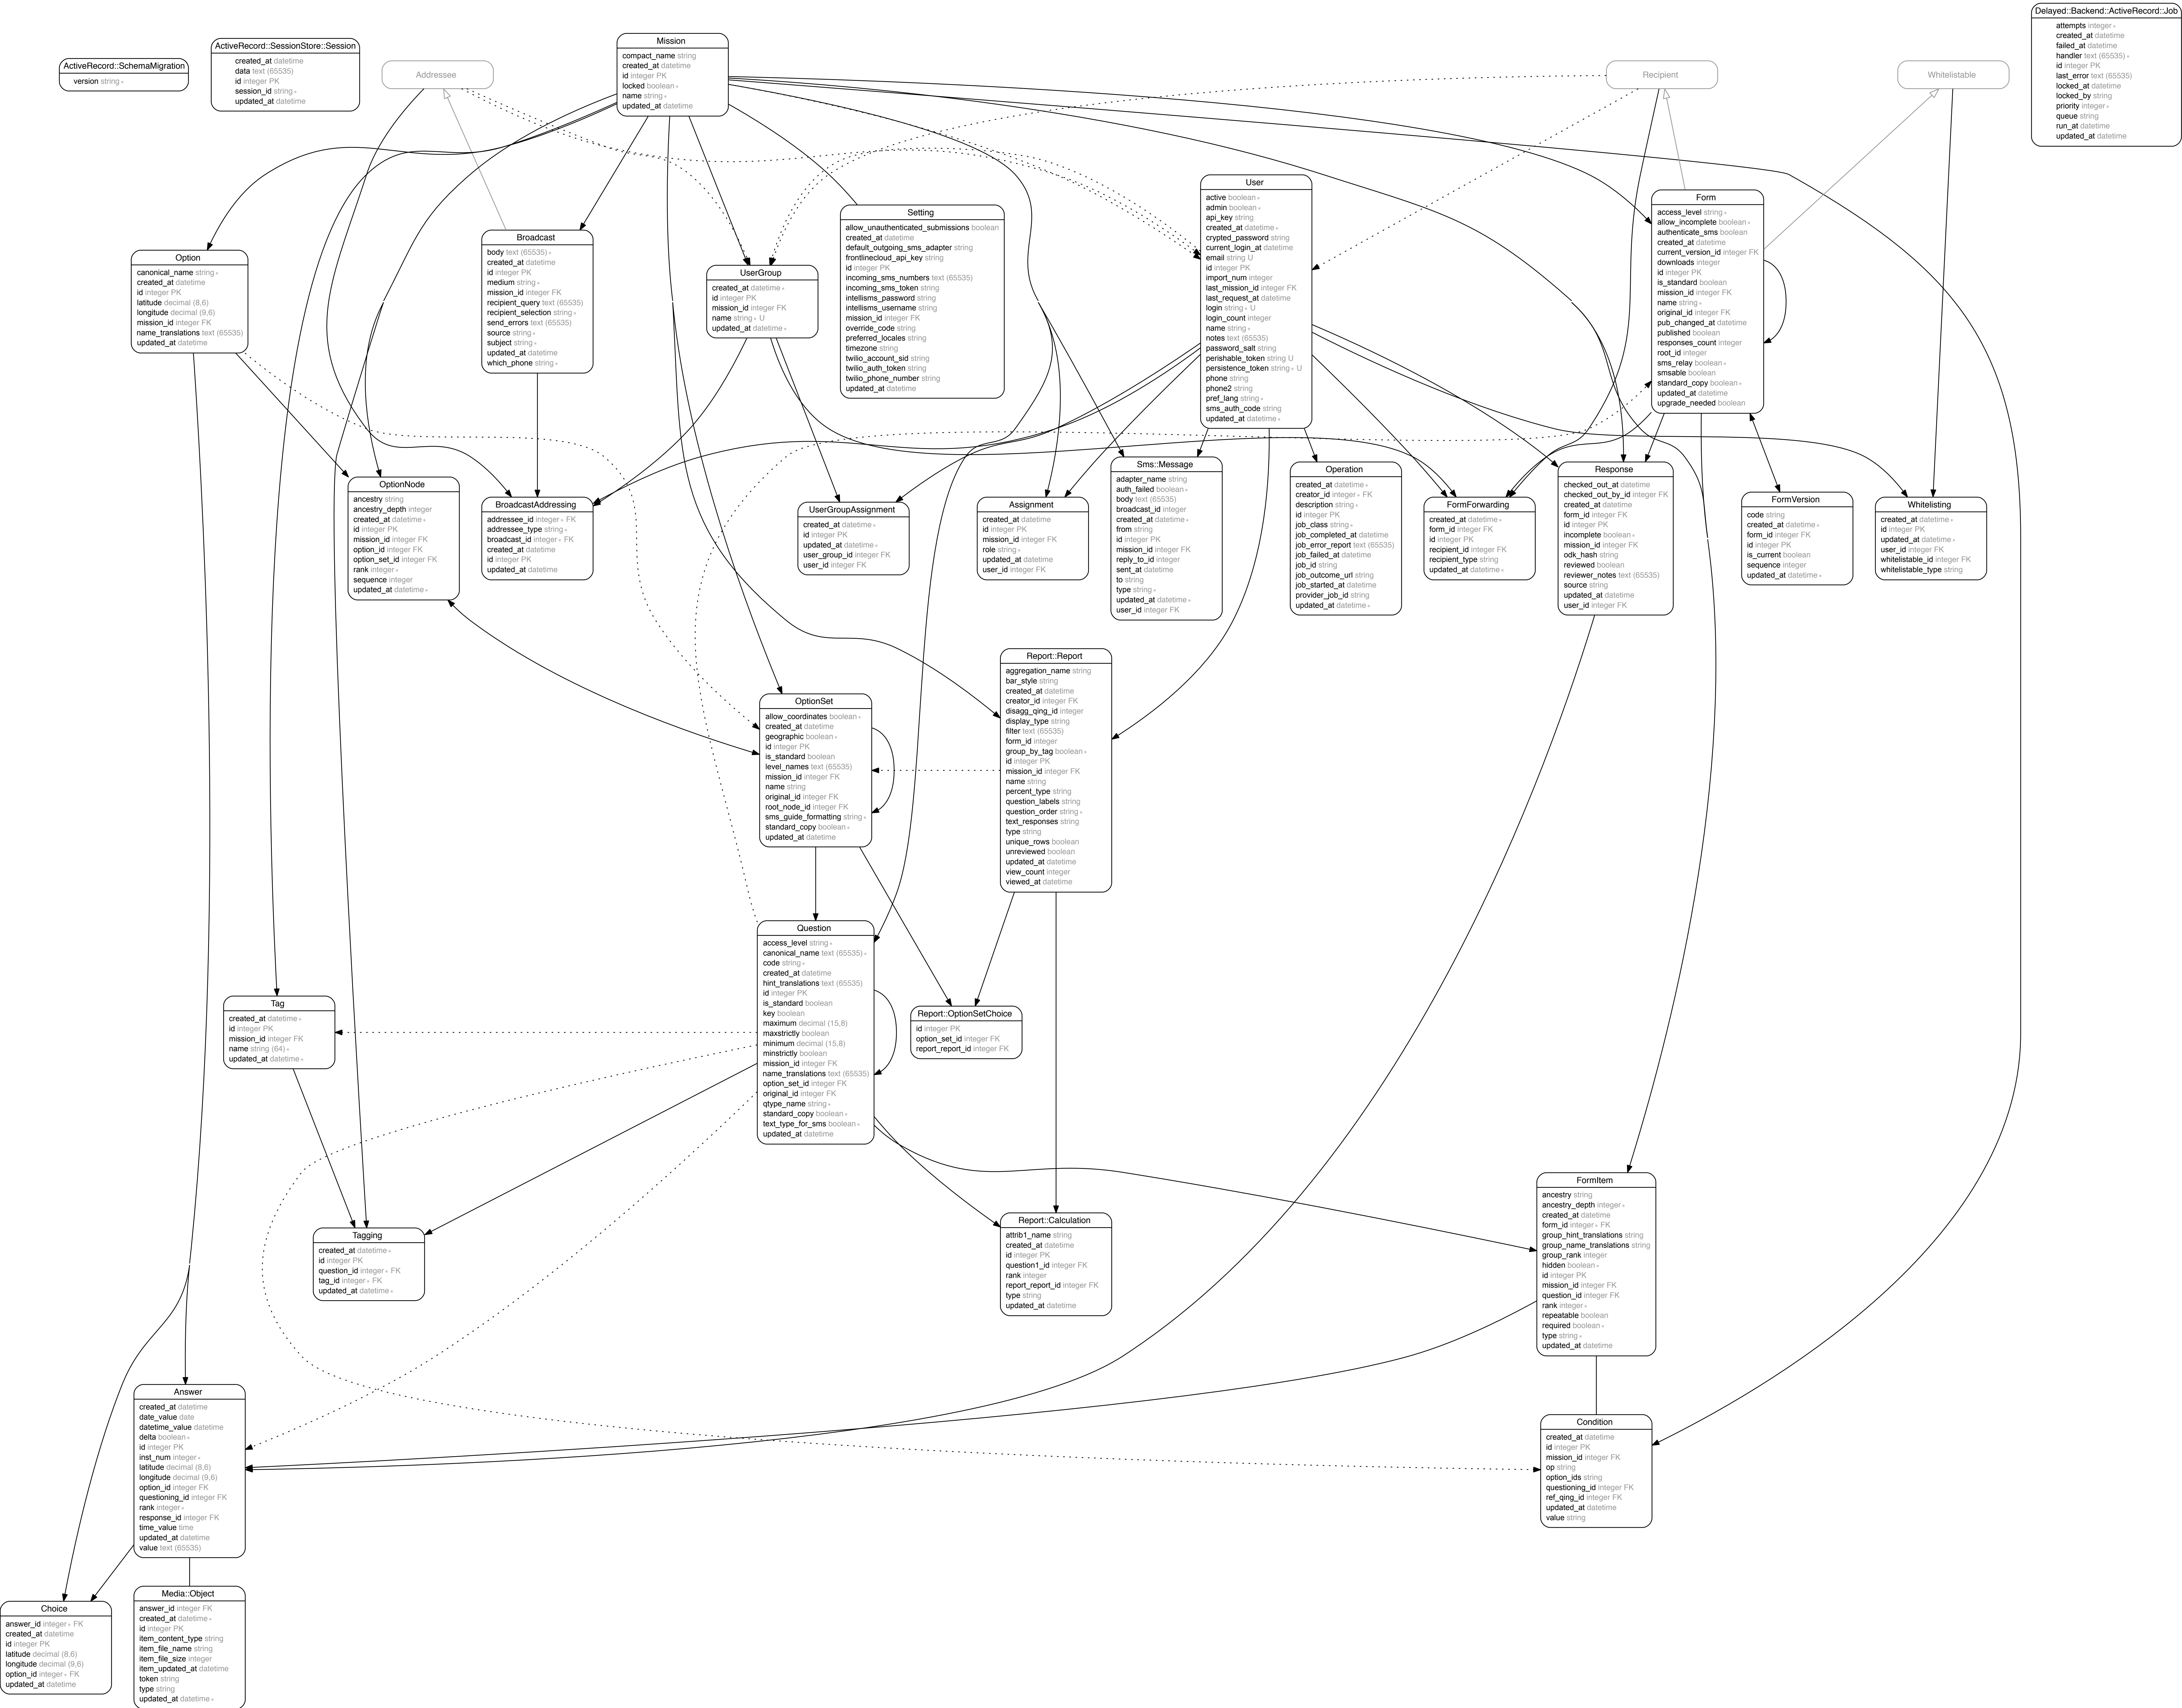 Delayed::Backend::ActiveRecord::Job
attempts integer ∗
created_at datetime
failed_at datetime
handler text (65535) ∗
id integer PK
last_error text (65535)
locked_at datetime
locked_by string
priority integer ∗
queue string
run_at datetime
updated_at datetime
ActiveRecord::SchemaMigration
version string ∗
ActiveRecord::SessionStore::Session
created_at datetime
data text (65535)
id integer PK
session_id string ∗
updated_at datetime
Addressee
Mission
compact_name string
created_at datetime
id integer PK
locked boolean ∗
name string ∗
updated_at datetime
Recipient
Whitelistable
Option
canonical_name string ∗
created_at datetime
id integer PK
latitude decimal (8,6)
longitude decimal (9,6)
mission_id integer FK
name_translations text (65535)
updated_at datetime
Broadcast
body text (65535) ∗
created_at datetime
id integer PK
medium string ∗
mission_id integer FK
recipient_query text (65535)
recipient_selection string ∗
send_errors text (65535)
source string ∗
subject string ∗
updated_at datetime
which_phone string ∗
UserGroup
created_at datetime ∗
id integer PK
mission_id integer FK
name string ∗ U
updated_at datetime ∗
Setting
allow_unauthenticated_submissions boolean
created_at datetime
default_outgoing_sms_adapter string
frontlinecloud_api_key string
id integer PK
incoming_sms_numbers text (65535)
incoming_sms_token string
intellisms_password string
intellisms_username string
mission_id integer FK
override_code string
preferred_locales string
timezone string
twilio_account_sid string
twilio_auth_token string
twilio_phone_number string
updated_at datetime
User
active boolean ∗
admin boolean ∗
api_key string
created_at datetime ∗
crypted_password string
current_login_at datetime
email string U
id integer PK
import_num integer
last_mission_id integer FK
last_request_at datetime
login string ∗ U
login_count integer
name string ∗
notes text (65535)
password_salt string
perishable_token string U
persistence_token string ∗ U
phone string
phone2 string
pref_lang string ∗
sms_auth_code string
updated_at datetime ∗
Form
access_level string ∗
allow_incomplete boolean ∗
authenticate_sms boolean
created_at datetime
current_version_id integer FK
downloads integer
id integer PK
is_standard boolean
mission_id integer FK
name string ∗
original_id integer FK
pub_changed_at datetime
published boolean
responses_count integer
root_id integer
sms_relay boolean ∗
smsable boolean
standard_copy boolean ∗
updated_at datetime
upgrade_needed boolean
OptionNode
ancestry string
ancestry_depth integer
created_at datetime ∗
id integer PK
mission_id integer FK
option_id integer FK
option_set_id integer FK
rank integer ∗
sequence integer
updated_at datetime ∗
BroadcastAddressing
addressee_id integer ∗ FK
addressee_type string ∗
broadcast_id integer ∗ FK
created_at datetime
id integer PK
updated_at datetime
UserGroupAssignment
created_at datetime ∗
id integer PK
updated_at datetime ∗
user_group_id integer FK
user_id integer FK
Assignment
created_at datetime
id integer PK
mission_id integer FK
role string ∗
updated_at datetime
user_id integer FK
Sms::Message
adapter_name string
auth_failed boolean ∗
body text (65535)
broadcast_id integer
created_at datetime ∗
from string
id integer PK
mission_id integer FK
reply_to_id integer
sent_at datetime
to string
type string ∗
updated_at datetime ∗
user_id integer FK
Operation
created_at datetime ∗
creator_id integer ∗ FK
description string ∗
id integer PK
job_class string ∗
job_completed_at datetime
job_error_report text (65535)
job_failed_at datetime
job_id string
job_outcome_url string
job_started_at datetime
provider_job_id string
updated_at datetime ∗
FormForwarding
created_at datetime ∗
form_id integer FK
id integer PK
recipient_id integer FK
recipient_type string
updated_at datetime ∗
Response
checked_out_at datetime
checked_out_by_id integer FK
created_at datetime
form_id integer FK
id integer PK
incomplete boolean ∗
mission_id integer FK
odk_hash string
reviewed boolean
reviewer_notes text (65535)
source string
updated_at datetime
user_id integer FK
FormVersion
code string
created_at datetime ∗
form_id integer FK
id integer PK
is_current boolean
sequence integer
updated_at datetime ∗
Whitelisting
created_at datetime ∗
id integer PK
updated_at datetime ∗
user_id integer FK
whitelistable_id integer FK
whitelistable_type string
OptionSet
allow_coordinates boolean ∗
created_at datetime
geographic boolean ∗
id integer PK
is_standard boolean
level_names text (65535)
mission_id integer FK
name string
original_id integer FK
root_node_id integer FK
sms_guide_formatting string ∗
standard_copy boolean ∗
updated_at datetime
Report::Report
aggregation_name string
bar_style string
created_at datetime
creator_id integer FK
disagg_qing_id integer
display_type string
filter text (65535)
form_id integer
group_by_tag boolean ∗
id integer PK
mission_id integer FK
name string
percent_type string
question_labels string
question_order string ∗
text_responses string
type string
unique_rows boolean
unreviewed boolean
updated_at datetime
view_count integer
viewed_at datetime
Question
access_level string ∗
canonical_name text (65535) ∗
code string ∗
created_at datetime
hint_translations text (65535)
id integer PK
is_standard boolean
key boolean
maximum decimal (15,8)
maxstrictly boolean
minimum decimal (15,8)
minstrictly boolean
mission_id integer FK
name_translations text (65535)
option_set_id integer FK
original_id integer FK
qtype_name string ∗
standard_copy boolean ∗
text_type_for_sms boolean ∗
updated_at datetime
Tag
created_at datetime ∗
id integer PK
mission_id integer FK
name string (64) ∗
updated_at datetime ∗
Report::OptionSetChoice
id integer PK
option_set_id integer FK
report_report_id integer FK
Tagging
created_at datetime ∗
id integer PK
question_id integer ∗ FK
tag_id integer ∗ FK
updated_at datetime ∗
Report::Calculation
attrib1_name string
created_at datetime
id integer PK
question1_id integer FK
rank integer
report_report_id integer FK
type string
updated_at datetime
FormItem
ancestry string
ancestry_depth integer ∗
created_at datetime
form_id integer ∗ FK
group_hint_translations string
group_name_translations string
group_rank integer
hidden boolean ∗
id integer PK
mission_id integer FK
question_id integer FK
rank integer ∗
repeatable boolean
required boolean ∗
type string ∗
updated_at datetime
Answer
created_at datetime
date_value date
datetime_value datetime
delta boolean ∗
id integer PK
inst_num integer ∗
latitude decimal (8,6)
longitude decimal (9,6)
option_id integer FK
questioning_id integer FK
rank integer ∗
response_id integer FK
time_value time
updated_at datetime
value text (65535)
Condition
created_at datetime
id integer PK
mission_id integer FK
op string
option_ids string
questioning_id integer FK
ref_qing_id integer FK
updated_at datetime
value string
Choice
answer_id integer ∗ FK
created_at datetime
id integer PK
latitude decimal (8,6)
longitude decimal (9,6)
option_id integer ∗ FK
updated_at datetime
Media::Object
answer_id integer FK
created_at datetime ∗
id integer PK
item_content_type string
item_file_name string
item_file_size integer
item_updated_at datetime
token string
type string
updated_at datetime ∗